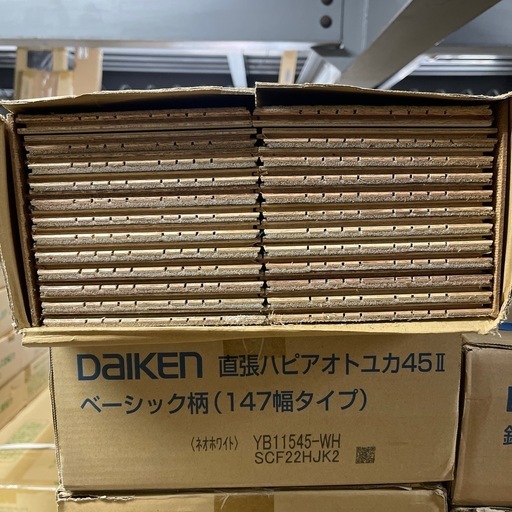 DAIKEN 直張ハピアオトユカ45Ⅱ
ベーシック柄(147幅タイプ)
〈ネオホワイト〉 YB11545-WH
SCF22HJK2